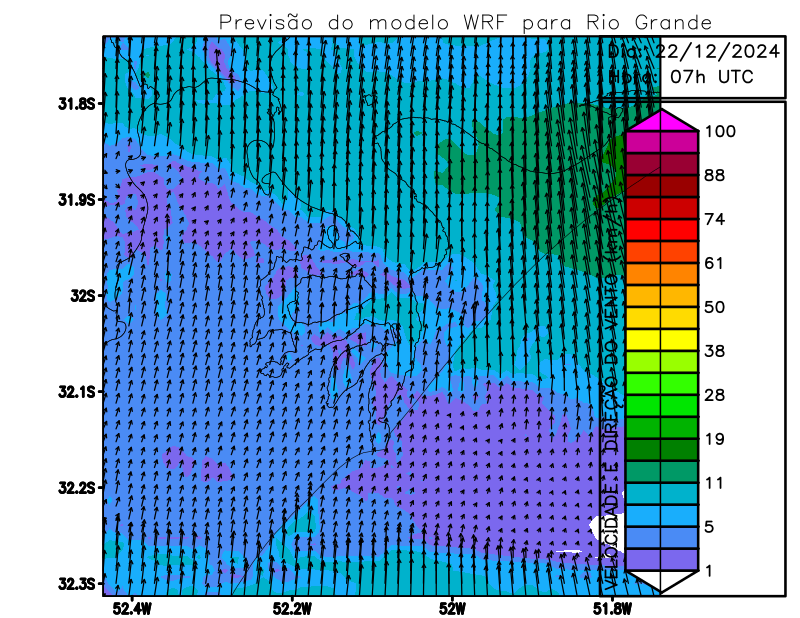 Previsão do modelo WRF para Rio Grande
Dia: 22/12/2024
Hora: 07h UTC
31.8S
31.9S
32S
32.1S
32.2S
32.3S
52.4W
52.2W
52W
51.8W
VELOCIDADE E DIREÇÃO DO VENTO (km/h)
100
88
74
61
50
38
28
19
11
5
1